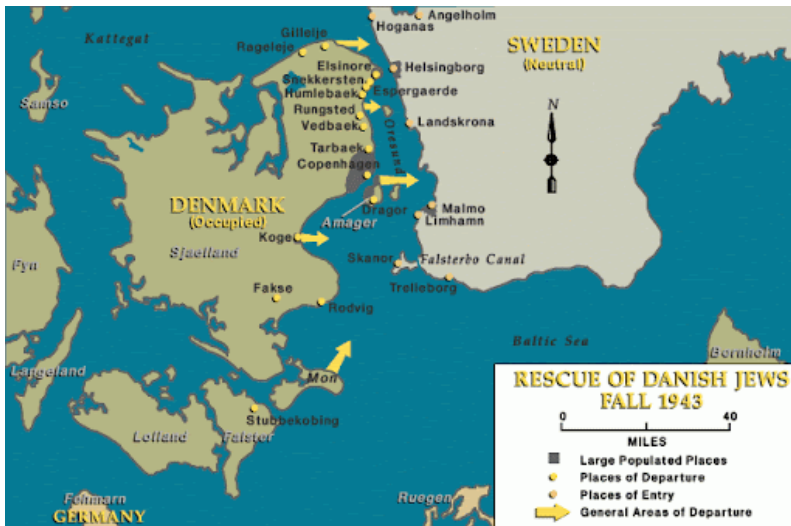 Kattegat
Gillelje
Rageleje
Hoganas
Angelholm
SWEDEN
(Neutral)
Elsinore
Snekkersten
Helsingborg
Humlebaek
Espergaerde
Samso
Rungsted
Vedbaek
Oresund
Landskrona
N
Tarbaek
Copenhagen
DENMARK
(Occupied)
Amager
Dragor
Malmo
Limhamn
Sjaelland
Koge
Fyn
Skanor
Falsterbo Canal
Trelleborg
Fakse
Rodvig
Baltic Sea
Bornholm
Langeland
Mon
Stubbekobing
Lolland
Falster
Fehmarn
GERMANY
Ruegen
RESCUE OF DANISH JEWS
FALL 1943
0 40
MILES
Large Populated Places
Places of Departure
Places of Entry
General Areas of Departure